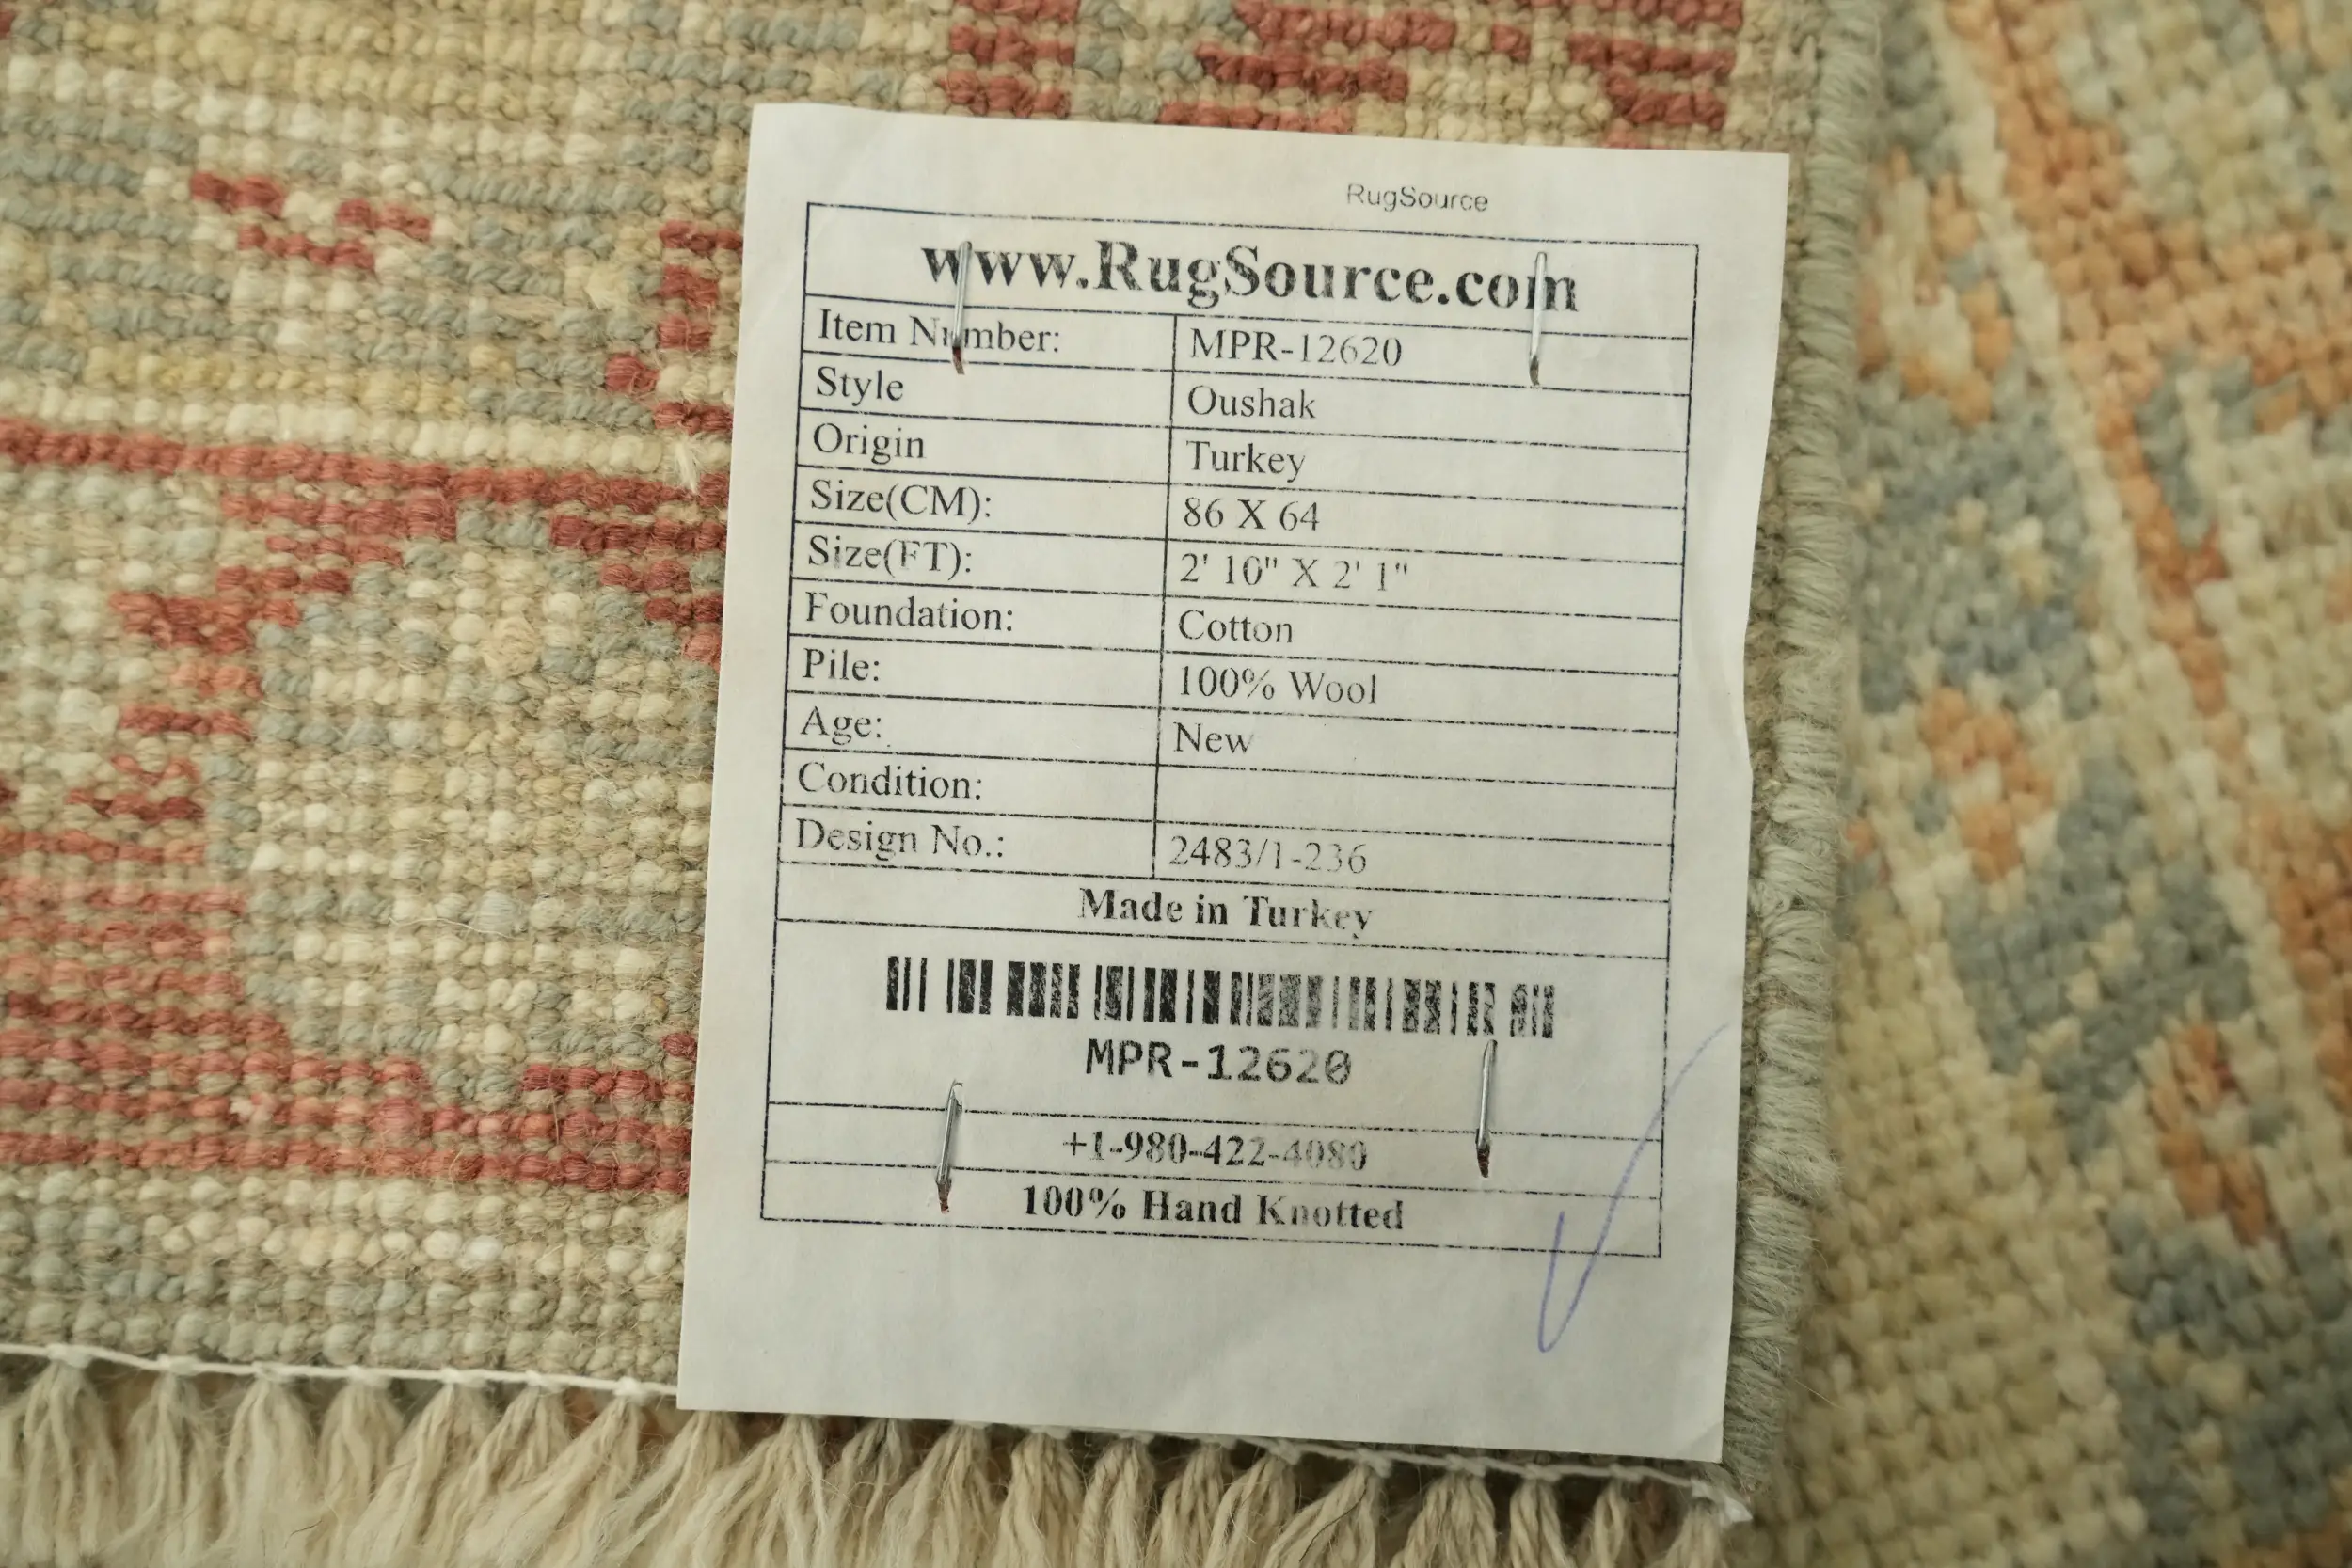 RugSource
www.RugSource.com
Item Number: MPR-12620
Style Oushak
Origin Turkey
Size(CM): 86 X 64
Size(FT): 2' 10" X 2' 1"
Foundation: Cotton
Pile: 100% Wool
Age: New
Condition:
Design No.: 2483/1-236
Made in Turkey
MPR-12620
+1-980-422-4080
100% Hand Knotted